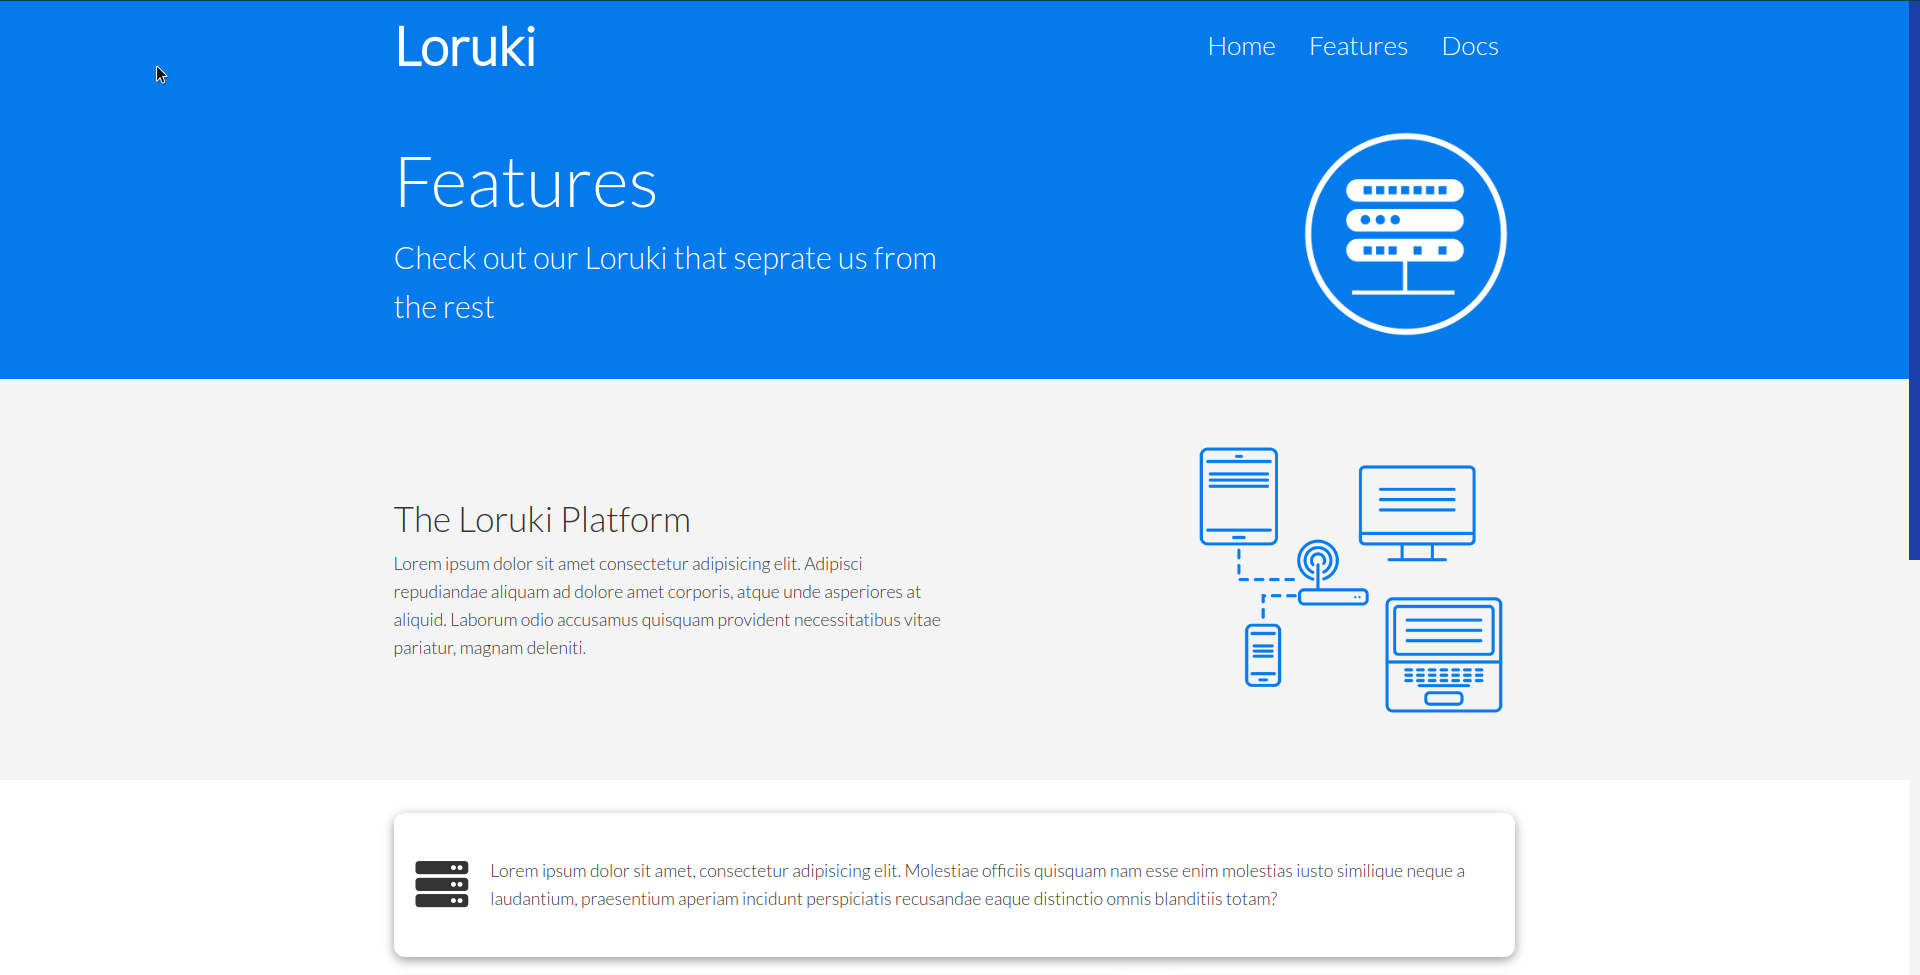 Loruki
Home Features Docs
Features
Check out our Loruki that seprate us from
the rest
The Loruki Platform
Lorem ipsum dolor sit amet consectetur adipisicing elit. Adipisci
repudiandae aliquam ad dolore amet corporis, atque unde asperiores at
aliquid. Laborum odio accusamus quisquam provident necessitatibus vitae
pariatur, magnam deleniti.
Lorem ipsum dolor sit amet, consectetur adipisicing elit. Molestiae officiis quisquam nam esse enim molestias iusto similique neque a
laudantium, praesentium aperiam incidunt perspiciatis recusandae eaque distinctio omnis blanditiis totam?